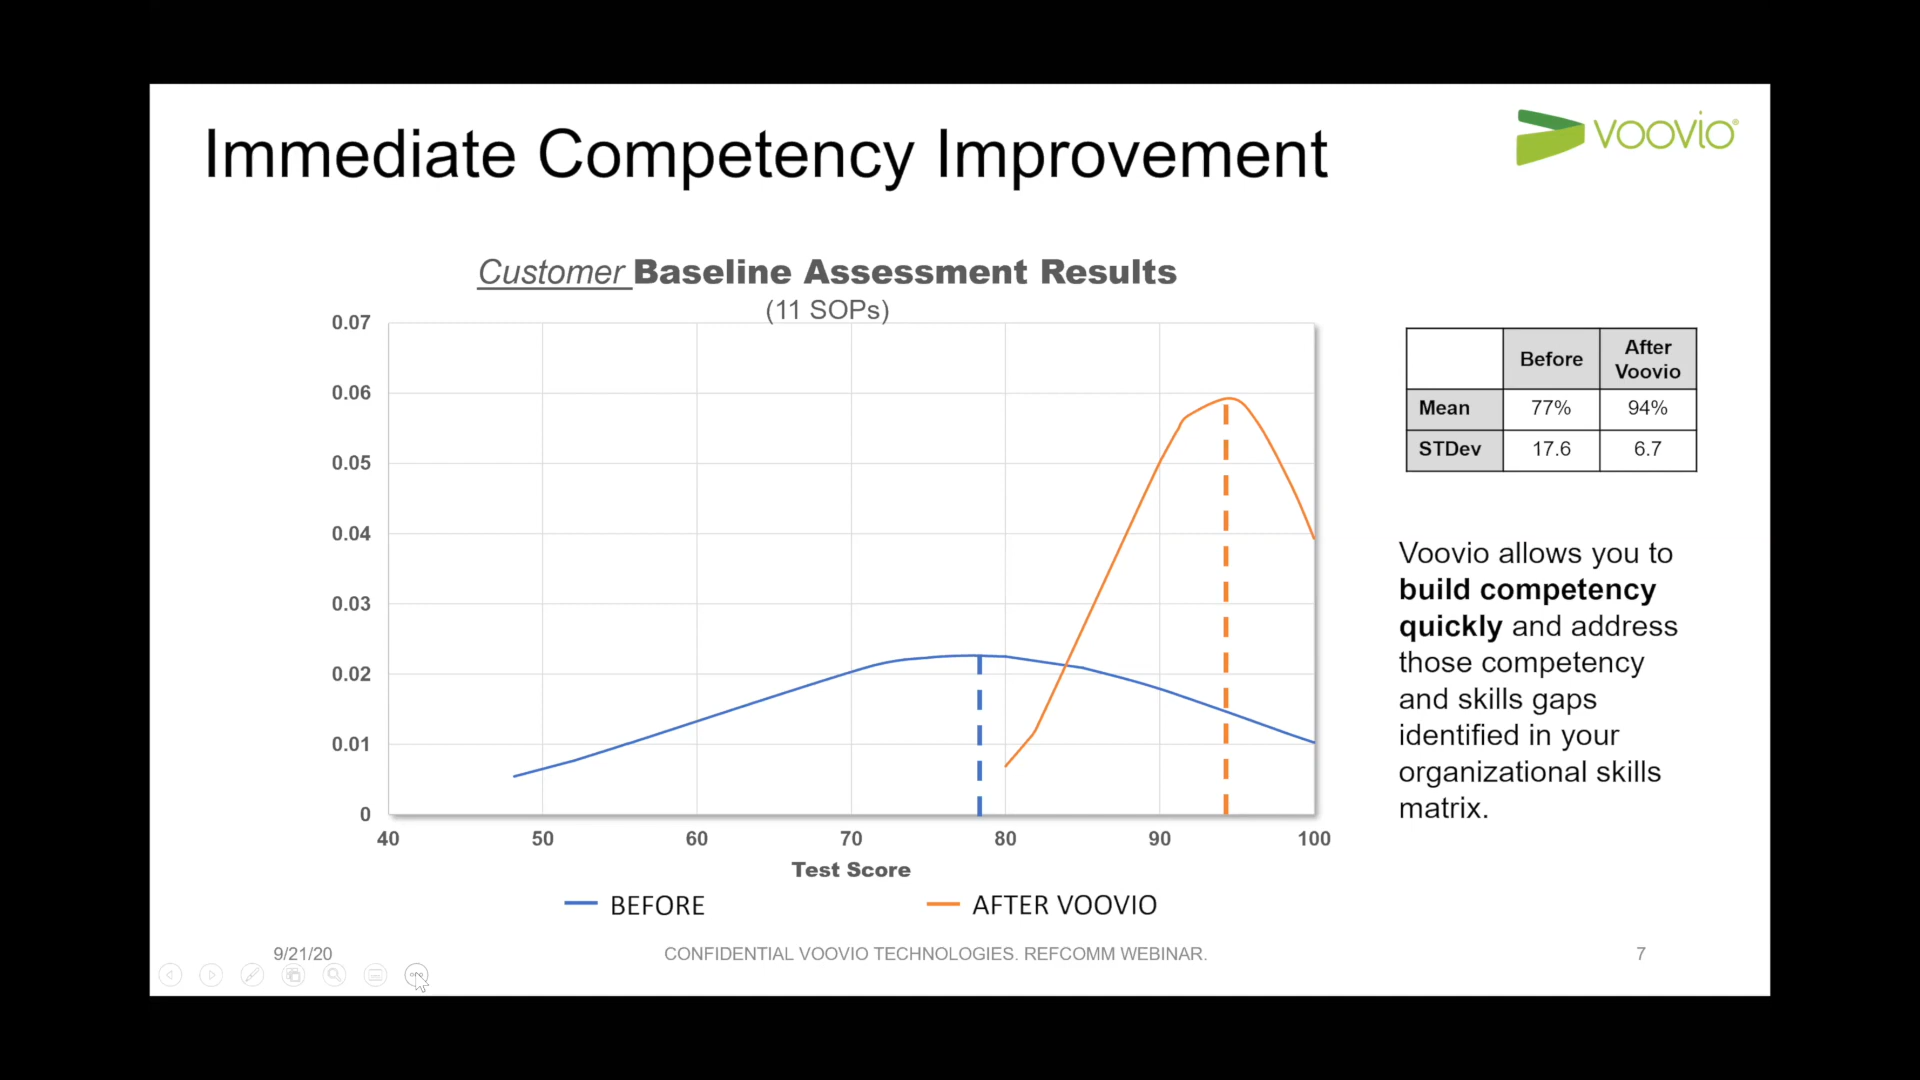 Immediate Competency Improvement
voovio®
Customer Baseline Assessment Results
(11 SOPs)
0.07
0.06
0.05
0.04
0.03
0.02
0.01
0
40 50 60 70 80 90 100
Test Score
BEFORE AFTER VOOVIO
Before After Voovio
Mean 77% 94%
STDev 17.6 6.7
Voovio allows you to
build competency
quickly and address
those competency
and skills gaps
identified in your
organizational skills
matrix.
9/21/20 CONFIDENTIAL VOOVIO TECHNOLOGIES. REFCOMM WEBINAR. 7